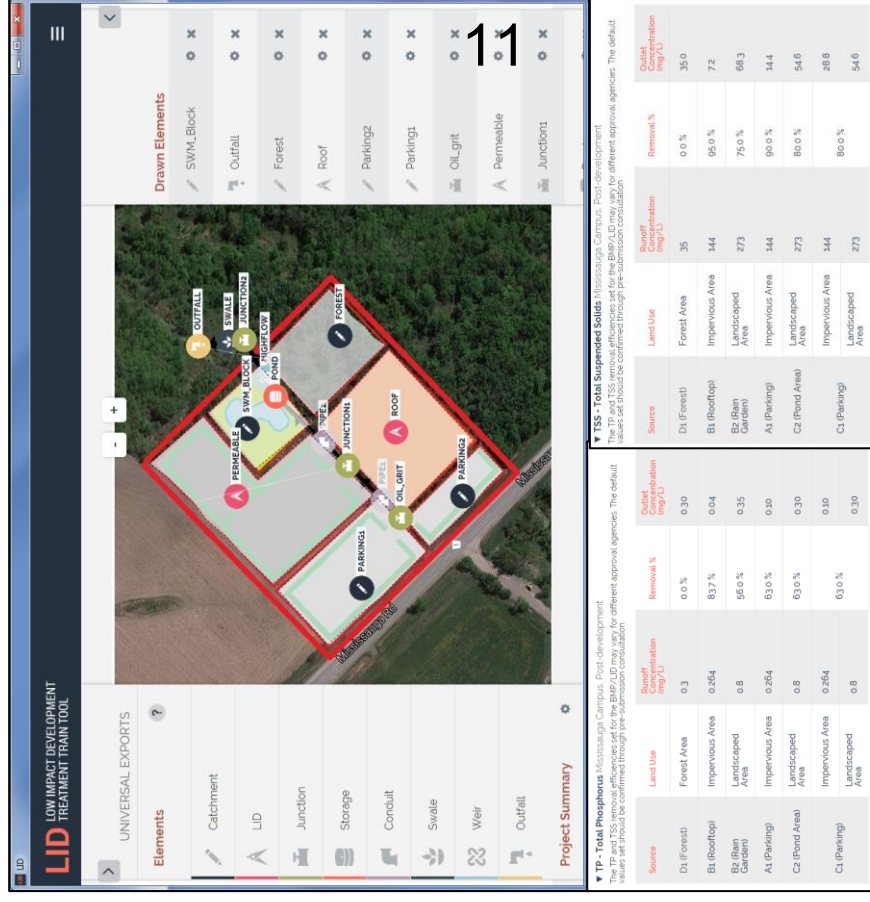 LID
LID LOW IMPACT DEVELOPMENT
TREATMENT TRAIN TOOL
UNIVERSAL EXPORTS
Elements ?
Catchment
LID
Junction
Storage
Conduit
Swale
Weir
Outfall
Project Summary
- +
OUTFALL
SWALE
JUNCTION2
HIGHFLOW
POND
SWM_BLOCK
PERMEABLE
FOREST
PIPE2
JUNCTION1
ROOF
PIPE1
OIL_GRIT
PARKING1
PARKING2
Mississauga Rd
Mississau
Drawn Elements
SWM_Block
Outfall
Forest
Roof
Parking2
Parking1
Oil_grit
Permeable
Junction1
11
▼ TP - Total Phosphorus Mississauga Campus. Post-development
The TP and TSS removal efficiencies set for the BMP/LID may vary for different approval agencies. The default
values set should be confirmed through pre-submission consultation
Source Land Use Runoff Concentration (mg/L) Removal % Outlet Concentration (mg/L)
D1 (Forest) Forest Area 0.3 0.0 % 0.30
B1 (Rooftop) Impervious Area 0.264 83.7 % 0.04
B2 (Rain Garden) Landscaped Area 0.8 56.0 % 0.35
A1 (Parking) Impervious Area 0.264 63.0 % 0.10
C2 (Pond Area) Landscaped Area 0.8 63.0 % 0.30
C1 (Parking) Impervious Area 0.264 63.0 % 0.10
Landscaped Area 0.8 0.30
▼ TSS - Total Suspended Solids Mississauga Campus. Post-development
The TP and TSS removal efficiencies set for the BMP/LID may vary for different approval agencies. The default
values set should be confirmed through pre-submission consultation
Source Land Use Runoff Concentration (mg/L) Removal % Outlet Concentration (mg/L)
D1 (Forest) Forest Area 35 0.0 % 35.0
B1 (Rooftop) Impervious Area 144 95.0 % 7.2
B2 (Rain Garden) Landscaped Area 273 75.0 % 68.3
A1 (Parking) Impervious Area 144 90.0 % 14.4
C2 (Pond Area) Landscaped Area 273 80.0 % 54.6
C1 (Parking) Impervious Area 144 80.0 % 28.8
Landscaped Area 273 54.6